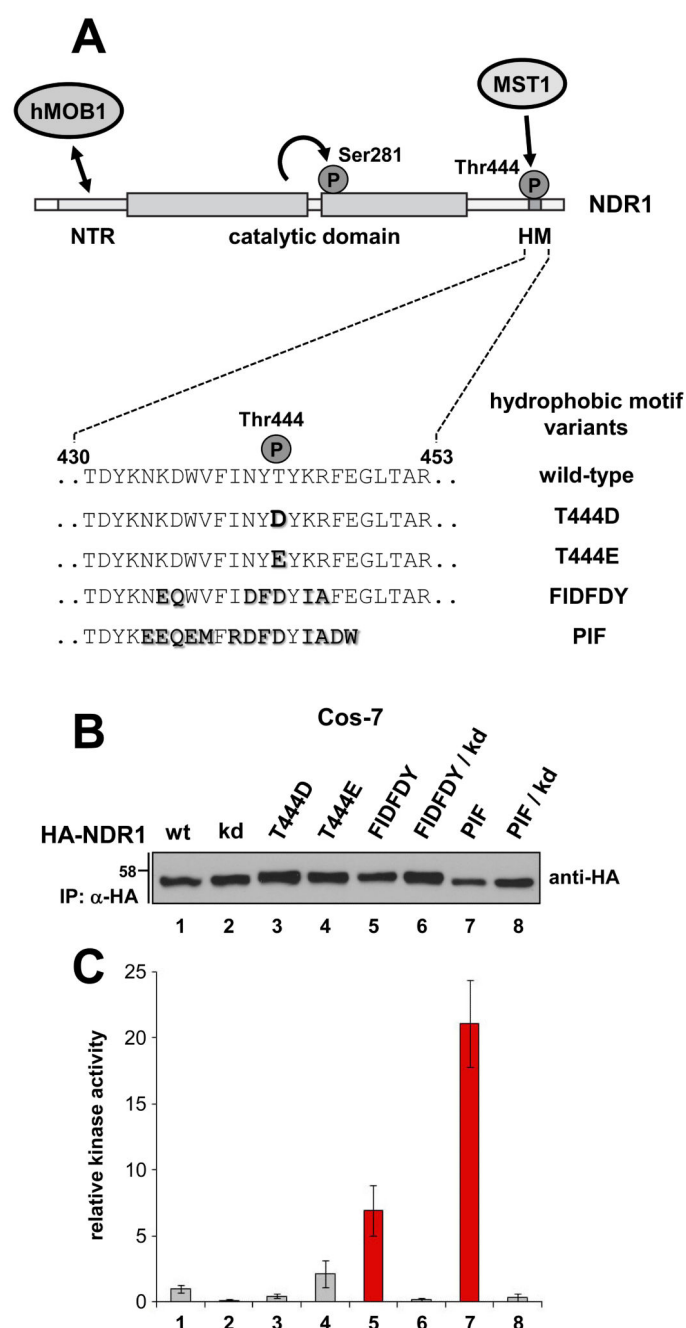 A
hMOB1
MST1
Ser281
P
Thr444
P
NDR1
NTR
catalytic domain
HM
hydrophobic motif
variants
Thr444
P
430
453
..TDYKNKDWVFINYTYKRFEGLTAR.. wild-type
..TDYKNKDWVFINYDYKRFEGLTAR.. T444D
..TDYKNKDWVFINYEYKRFEGLTAR.. T444E
..TDYKNEQWVFIDFDYIAFEGLTAR.. FIDFDY
..TDYKEEQEMFRDFDYIADW PIF
B
Cos-7
HA-NDR1 wt kd T444D T444E FIDFDY FIDFDY / kd PIF PIF / kd
58
IP: α-HA
anti-HA
1 2 3 4 5 6 7 8
C
relative kinase activity
25
20
15
10
5
0
1 2 3 4 5 6 7 8